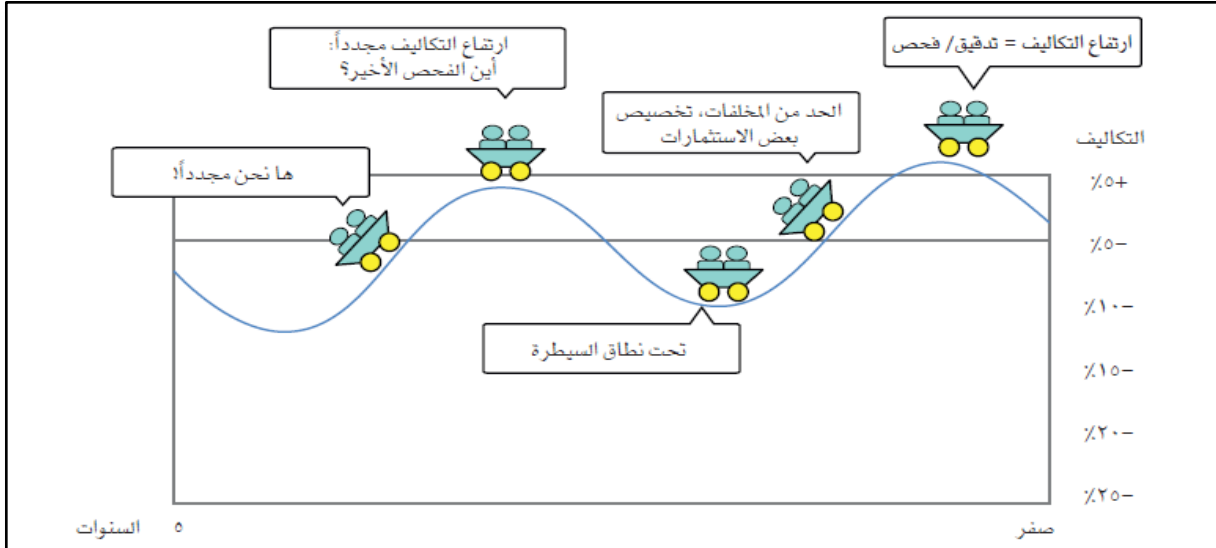 ارتفاع التكاليف = تدقيق/ فحص
ارتفاع التكاليف مجدداً:
أين الفحص الأخير؟
الحد من المخلفات، تخصيص
بعض الاستثمارات
ها نحن مجدداً!
تحت نطاق السيطرة
التكاليف
+٥٪
−٥٪
−١٠٪
−١٥٪
−٢٠٪
−٢٥٪
صفر
٥
السنوات